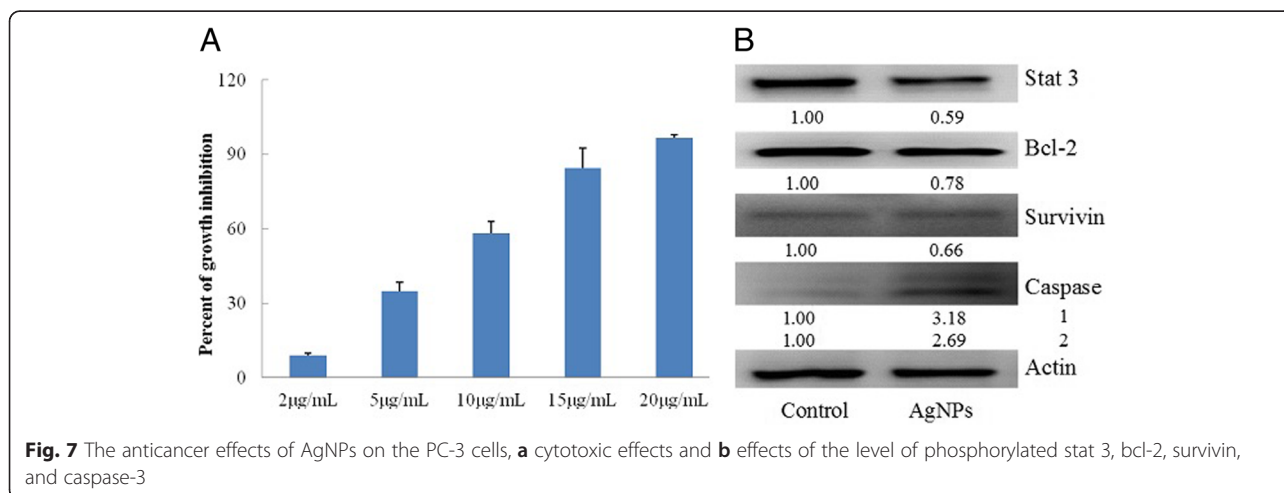 A
B
120
90
60
30
0
Percent of growth inhibition
2µg/mL 5µg/mL 10µg/mL 15µg/mL 20µg/mL
Stat 3
1.00 0.59
Bcl-2
1.00 0.78
Survivin
1.00 0.66
Caspase
1.00 3.18 1
1.00 2.69 2
Actin
Control AgNPs
Fig. 7 The anticancer effects of AgNPs on the PC-3 cells, a cytotoxic effects and b effects of the level of phosphorylated stat 3, bcl-2, survivin,
and caspase-3